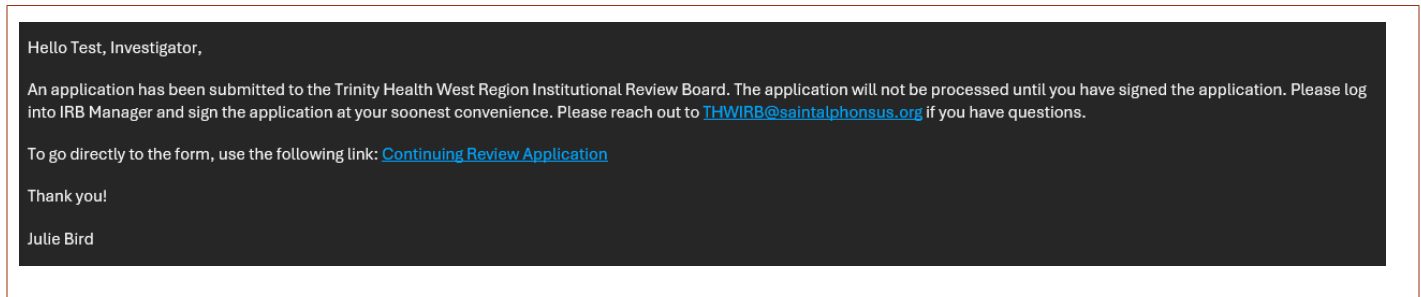 Hello Test, Investigator,
An application has been submitted to the Trinity Health West Region Institutional Review Board. The application will not be processed until you have signed the application. Please log
into IRB Manager and sign the application at your soonest convenience. Please reach out to THWIRB@saintalphonsus.org if you have questions.
To go directly to the form, use the following link: Continuing Review Application
Thank you!
Julie Bird